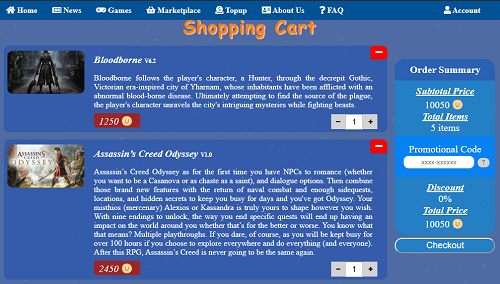 Home News Games Marketplace Topup About Us FAQ Account
Shopping Cart
Bloodborne V6.2
Bloodborne follows the player's character, a Hunter, through the decrepit Gothic,
Victorian era-inspired city of Yharnam, whose inhabitants have been afflicted with an
abnormal blood-borne disease. Ultimately attempting to find the source of the plague,
the player's character unravels the city's intriguing mysteries while fighting beasts.
1250
− 1 +
ASSASSIN'S CREED
ODYSSEY
Assassin's Creed Odyssey V1.0
Assassin's Creed Odyssey as for the first time you have NPCs to romance (whether
you want to be a Casanova or as chaste as a saint), and dialogue options. Then combine
those brand new features with the return of naval combat and enough sidequests,
locations, and hidden secrets to keep you busy for days and you've got Odyssey. Your
misthios (mercenary) Alexios or Kassandra is truly yours to shape however you wish.
With nine endings to unlock, the way you end specific quests will end up having an
impact on the world around you whether that's for the better or worse. You know what
that means? Multiple playthroughs. If you dare, of course, as you will be kept busy for
over 100 hours if you choose to explore everywhere and do everything (and everyone).
After this RPG, Assassin's Creed is never going to be the same again.
2450
− 1 +
Order Summary
Subtotal Price
10050
Total Items
5 items
Promotional Code
xxxx-xxxxxx ?
Discount
0%
Total Price
10050
Checkout